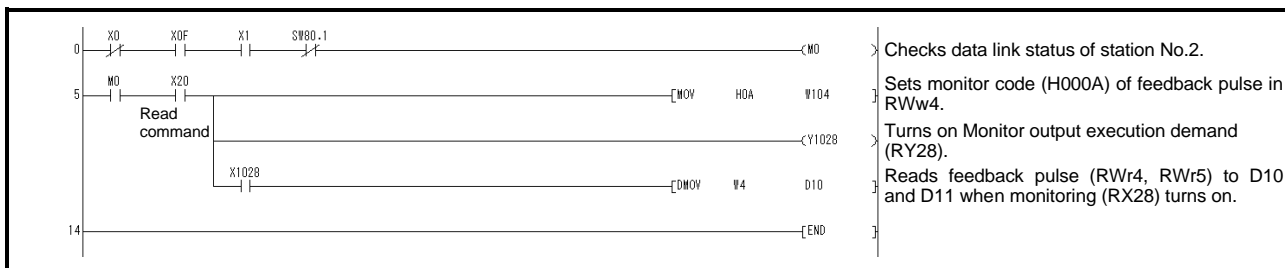 X0 X0F X1 SW80.1
0 (M0 ) Checks data link status of station No.2.
M0 X20
5 [MOV H0A W104 ] Sets monitor code (H000A) of feedback pulse in
RWw4.
Read
command
(Y1028 ) Turns on Monitor output execution demand
(RY28).
X1028
[DMOV W4 D10 ] Reads feedback pulse (RWr4, RWr5) to D10
and D11 when monitoring (RX28) turns on.
14 [END ]